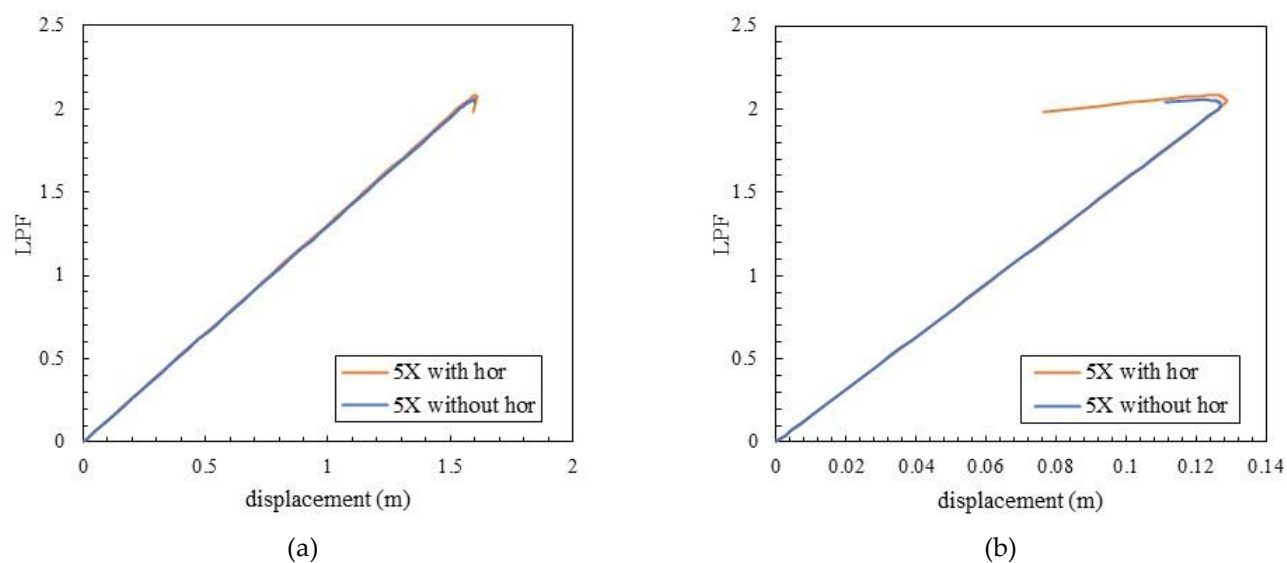 2.5
2
1.5
1
0.5
0
LPF
0
0.5
1
1.5
2
displacement (m)
5X with hor
5X without hor
(a)
2.5
2
1.5
1
0.5
0
LPF
0
0.02
0.04
0.06
0.08
0.1
0.12
0.14
displacement (m)
5X with hor
5X without hor
(b)